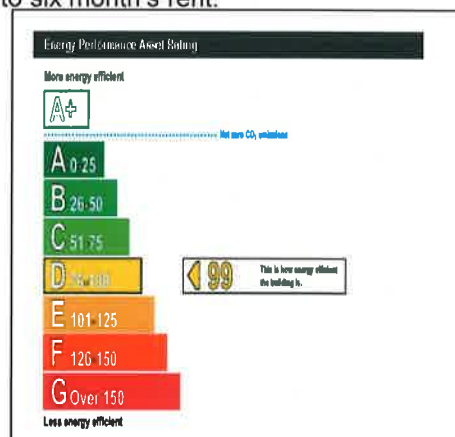 to six month's rent.
Energy Performance Asset Rating
More energy efficient
A+
Net zero CO₂ emissions
A 0-25
B 26-50
C 51-75
D 76-100
99 This is how energy efficient
the building is.
E 101-125
F 126-150
G Over 150
Less energy efficient